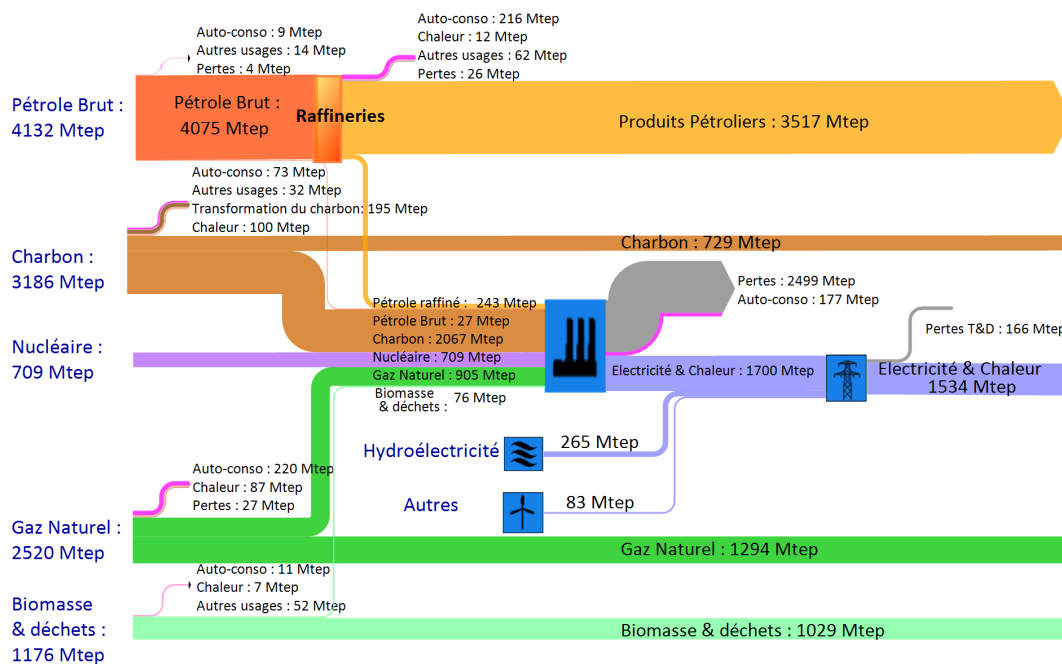 Auto-conso : 9 Mtep
Autres usages : 14 Mtep
Pertes : 4 Mtep
Auto-conso : 216 Mtep
Chaleur : 12 Mtep
Autres usages : 62 Mtep
Pertes : 26 Mtep
Pétrole Brut :
4132 Mtep
Pétrole Brut :
4075 Mtep
Raffineries
Produits Pétroliers : 3517 Mtep
Auto-conso : 73 Mtep
Autres usages : 32 Mtep
Transformation du charbon: 195 Mtep
Chaleur : 100 Mtep
Charbon :
3186 Mtep
Charbon : 729 Mtep
Pertes : 2499 Mtep
Auto-conso : 177 Mtep
Pétrole raffiné : 243 Mtep
Pétrole Brut : 27 Mtep
Charbon : 2067 Mtep
Nucléaire : 709 Mtep
Gaz Naturel : 905 Mtep
Biomasse
& déchets : 76 Mtep
Nucléaire :
709 Mtep
Electricité & Chaleur : 1700 Mtep
Pertes T&D : 166 Mtep
Electricité & Chaleur
1534 Mtep
Hydroélectricité
265 Mtep
Autres
83 Mtep
Auto-conso : 220 Mtep
Chaleur : 87 Mtep
Pertes : 27 Mtep
Gaz Naturel :
2520 Mtep
Gaz Naturel : 1294 Mtep
Auto-conso : 11 Mtep
Chaleur : 7 Mtep
Autres usages : 52 Mtep
Biomasse
& déchets :
1176 Mtep
Biomasse & déchets : 1029 Mtep